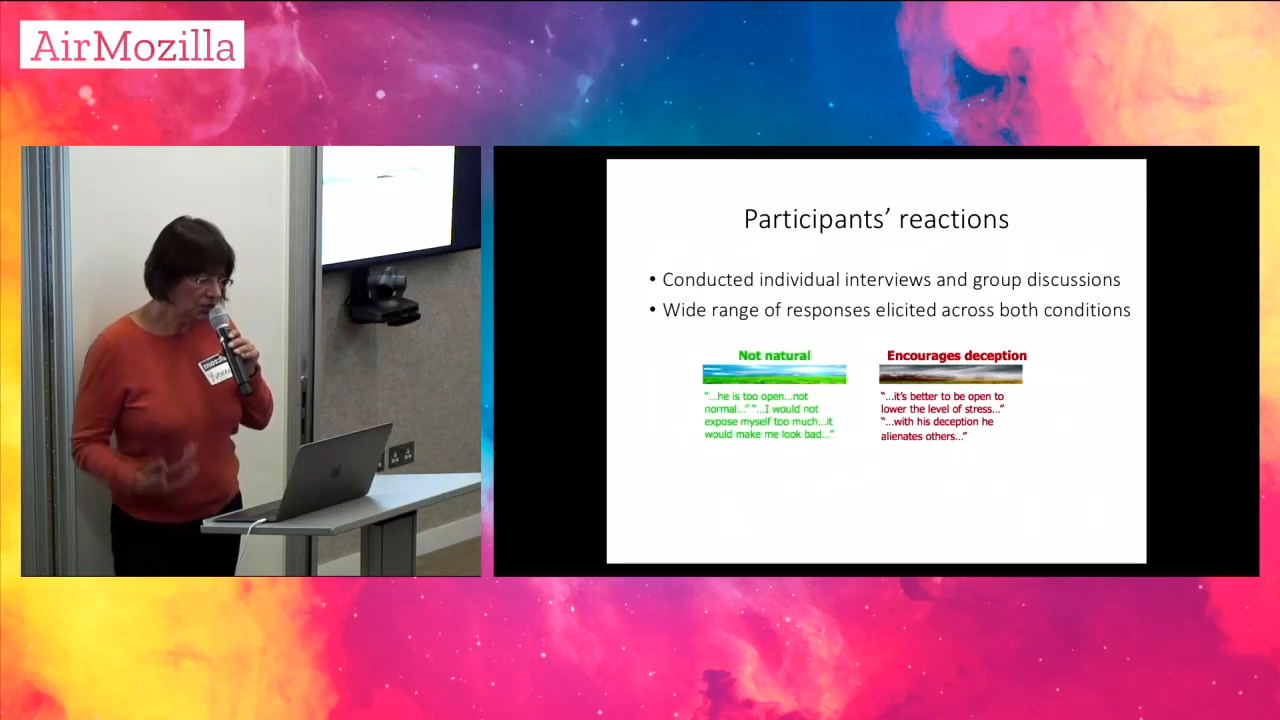 AirMozilla
mozilla
Participants’ reactions
• Conducted individual interviews and group discussions
• Wide range of responses elicited across both conditions
Not natural
“...he is too open...not
normal...” “...I would not
expose myself too much...it
would make me look bad...”
Encourages deception
“...it’s better to be open to
lower the level of stress...”
“...with his deception he
alienates others...”